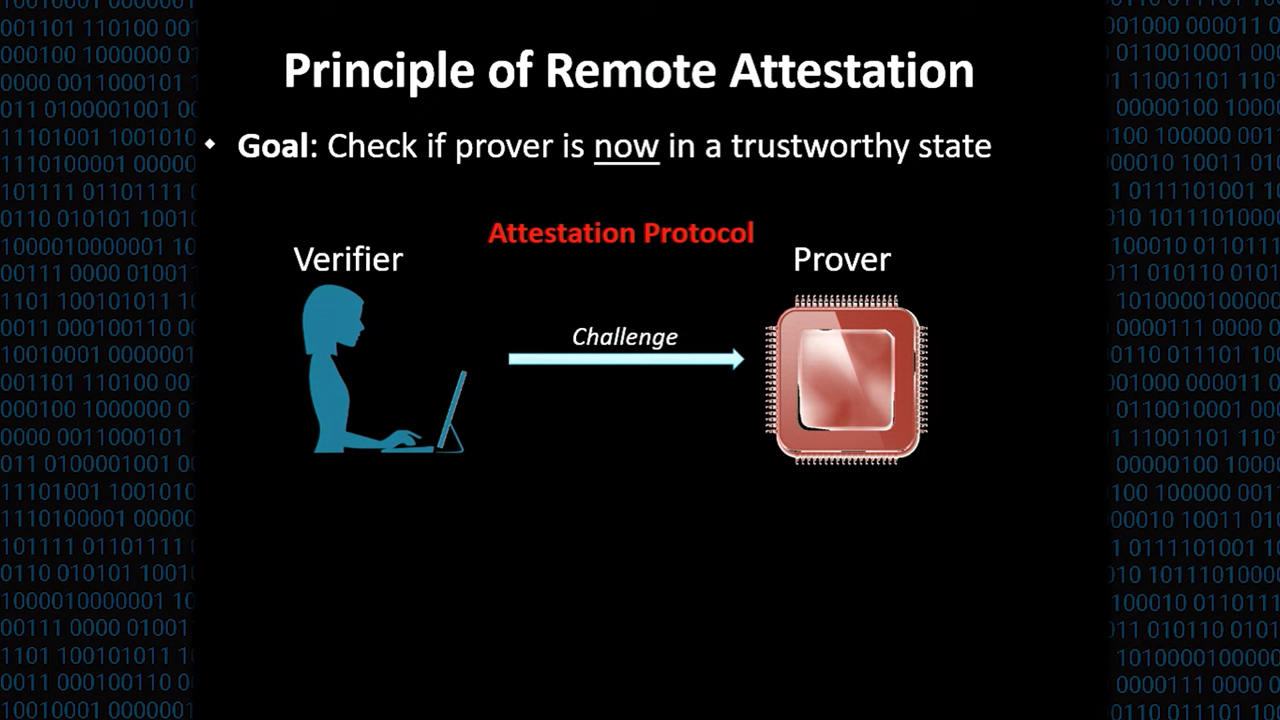 Principle of Remote Attestation
• Goal: Check if prover is now in a trustworthy state
Attestation Protocol
Verifier
Prover
Challenge